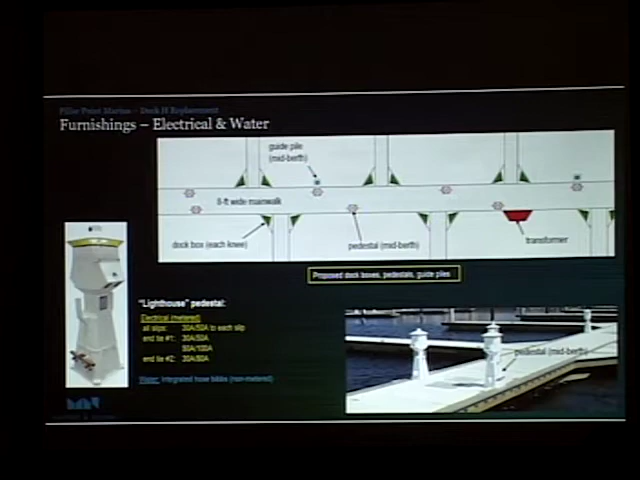 Pillar Point Marina – Dock H Replacement
Furnishings – Electrical & Water
guide pile
(mid-berth)
8-ft wide mainwalk
dock box (each knee)
pedestal (mid-berth)
transformer
Proposed dock boxes, pedestals, guide piles
"Lighthouse" pedestal:
Electrical (metered)
all slips: 30A/50A to each slip
end tie #1: 30A/50A
50A/100A
end tie #2: 30A/50A
Water: Integrated hose bibbs (non-metered)
pedestal (mid-berth)